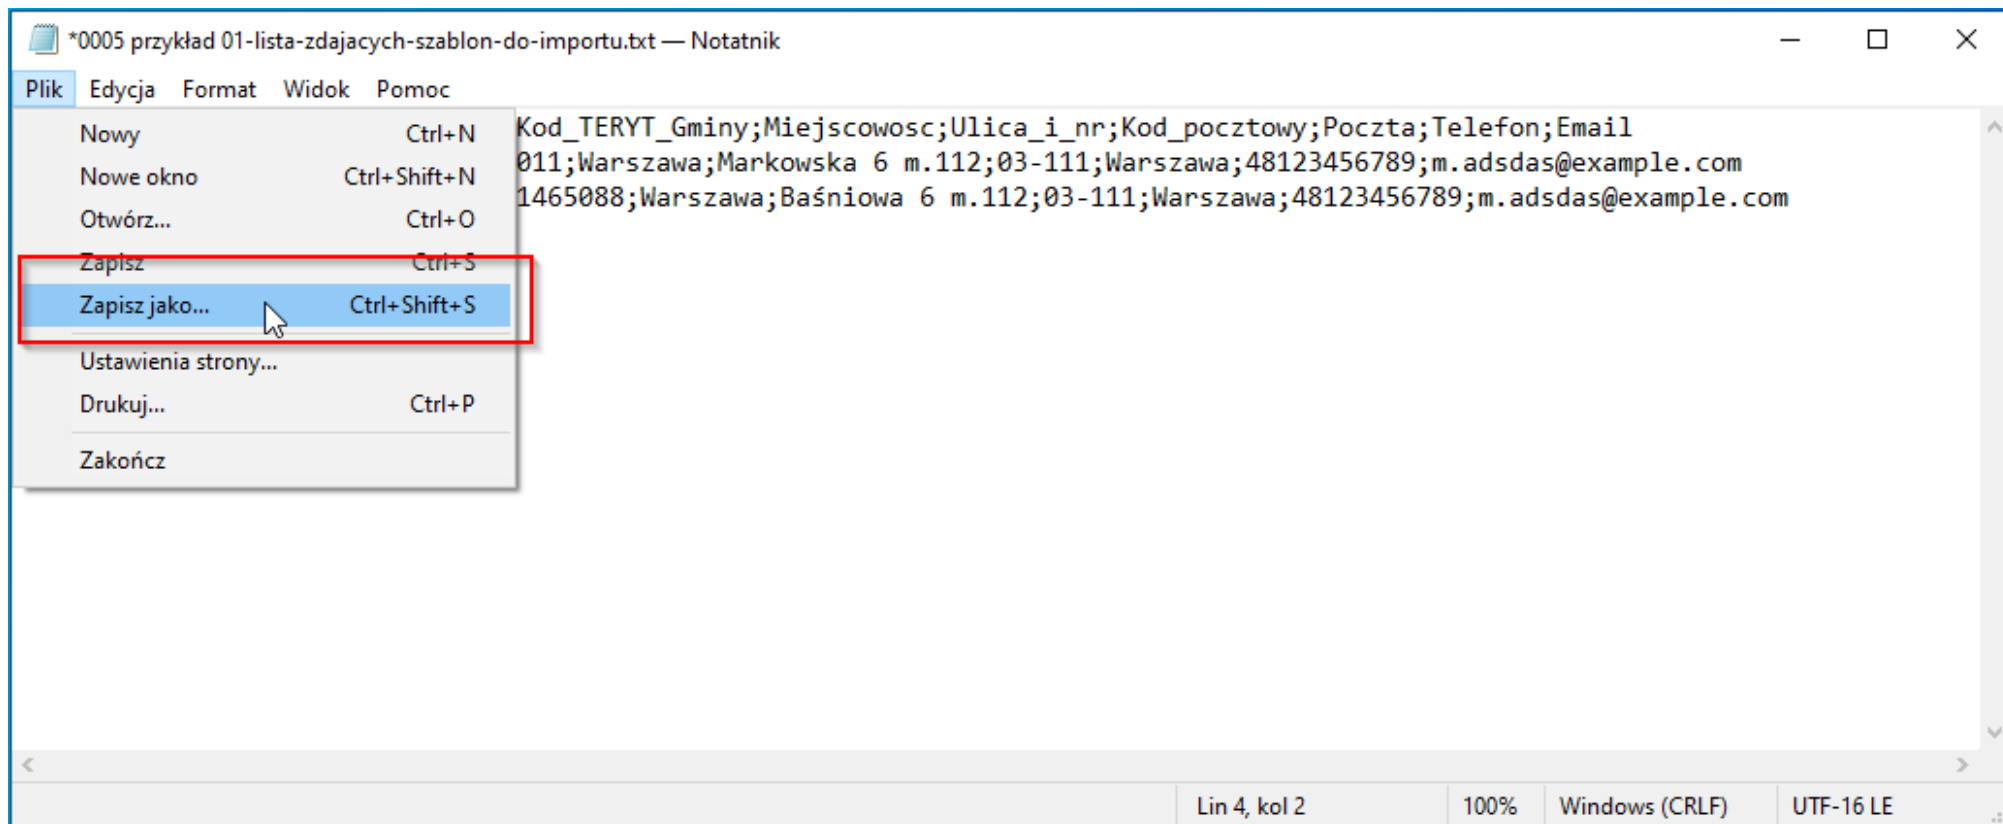 *0005 przykład 01-lista-zdajacych-szablon-do-importu.txt — Notatnik
Plik Edycja Format Widok Pomoc
Nowy Ctrl+N
Nowe okno Ctrl+Shift+N
Otwórz... Ctrl+O
Zapisz Ctrl+S
Zapisz jako... Ctrl+Shift+S
Ustawienia strony...
Drukuj... Ctrl+P
Zakończ
Kod_TERYT_Gminy;Miejscowosc;Ulica_i_nr;Kod_pocztowy;Poczta;Telefon;Email
011;Warszawa;Markowska 6 m.112;03-111;Warszawa;48123456789;m.adsdas@example.com
1465088;Warszawa;Baśniowa 6 m.112;03-111;Warszawa;48123456789;m.adsdas@example.com
Lin 4, kol 2 100% Windows (CRLF) UTF-16 LE